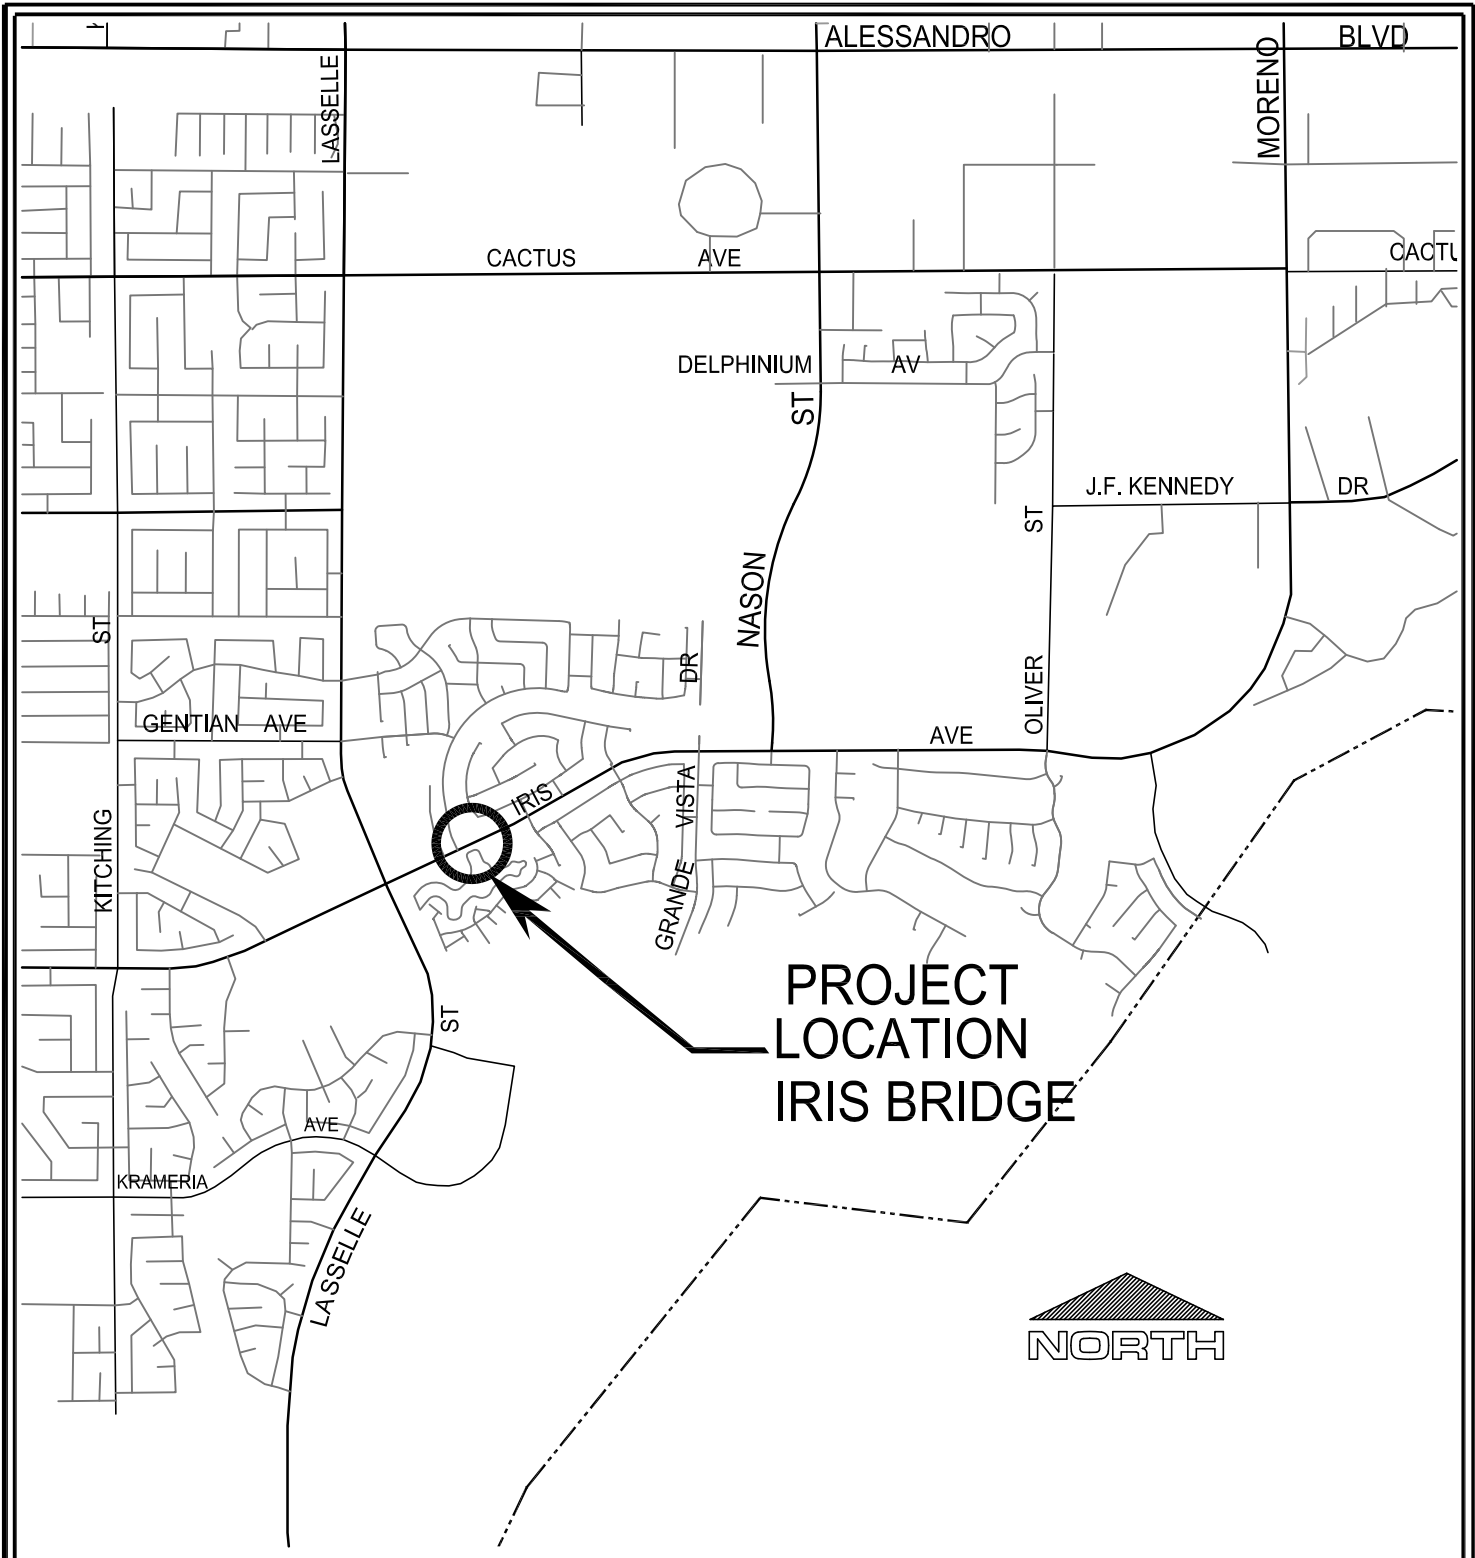 ALESSANDRO BLVD
LASSELLE
MORENO
CACTUS AVE
CACTU
DELPHINIUM AV
ST
J.F. KENNEDY DR
ST
NASON
ST
DR
OLIVER
GENTIAN AVE
AVE
IRIS
VISTA
KITCHING
GRANDE
PROJECT
LOCATION
IRIS BRIDGE
ST
AVE
KRAMERIA
LASSELLE
NORTH